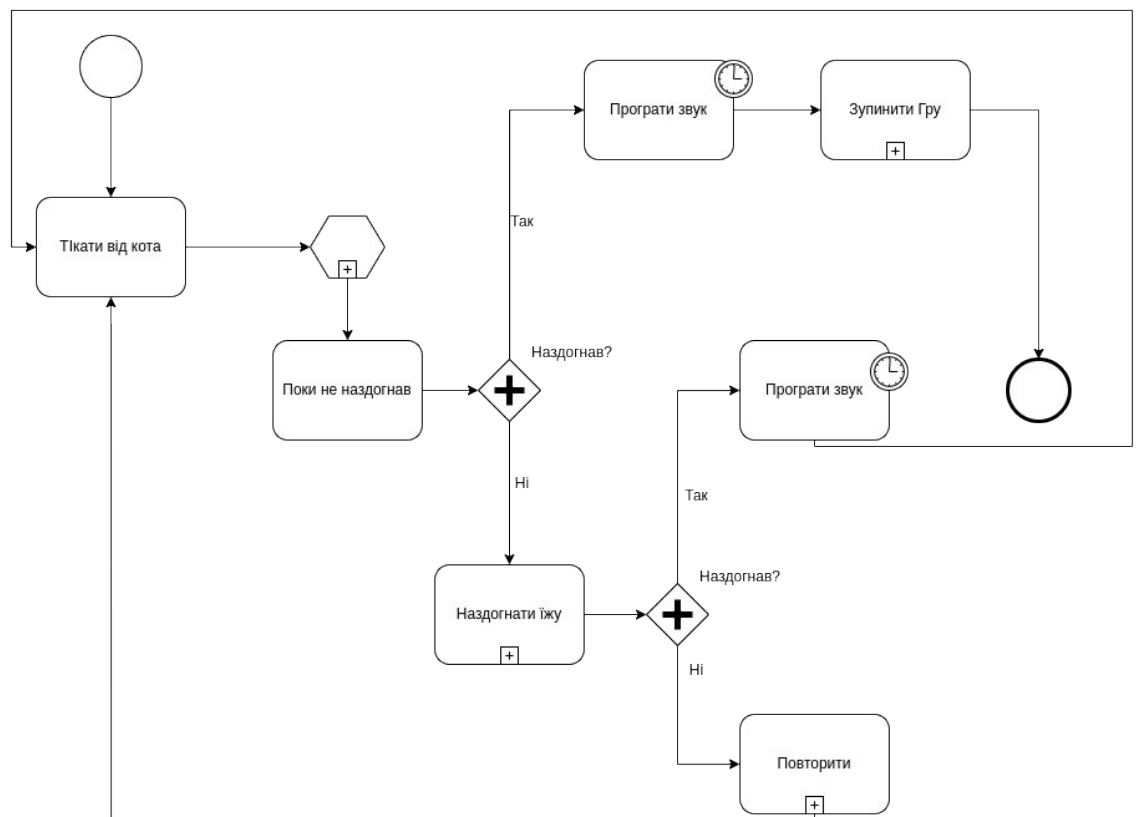 Програти звук
Зупинити Гру
Так
ТІкати від кота
Наздогнав?
Поки не наздогнав
Програти звук
Ні
Так
Наздогнав?
Наздогнати їжу
Ні
Повторити